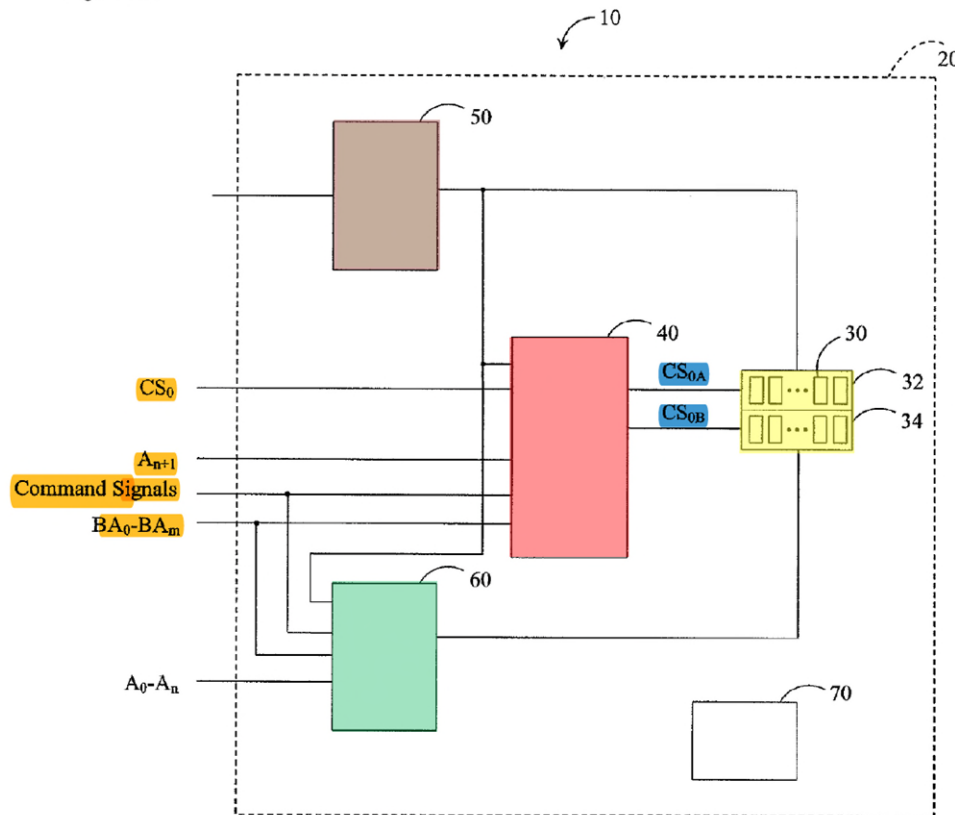 10
20
50
40
30
CS0A
32
CS0
CS0B
34
An+1
Command Signals
BA0-BAm
60
A0-An
70